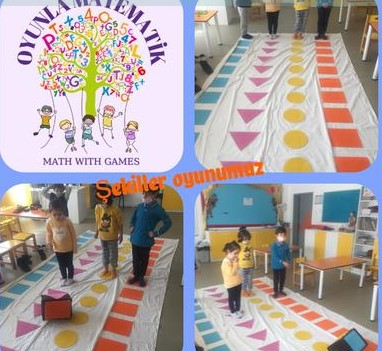 OYUNLA MATEMATİK
MATH WITH GAMES
Şekiller oyunumuz